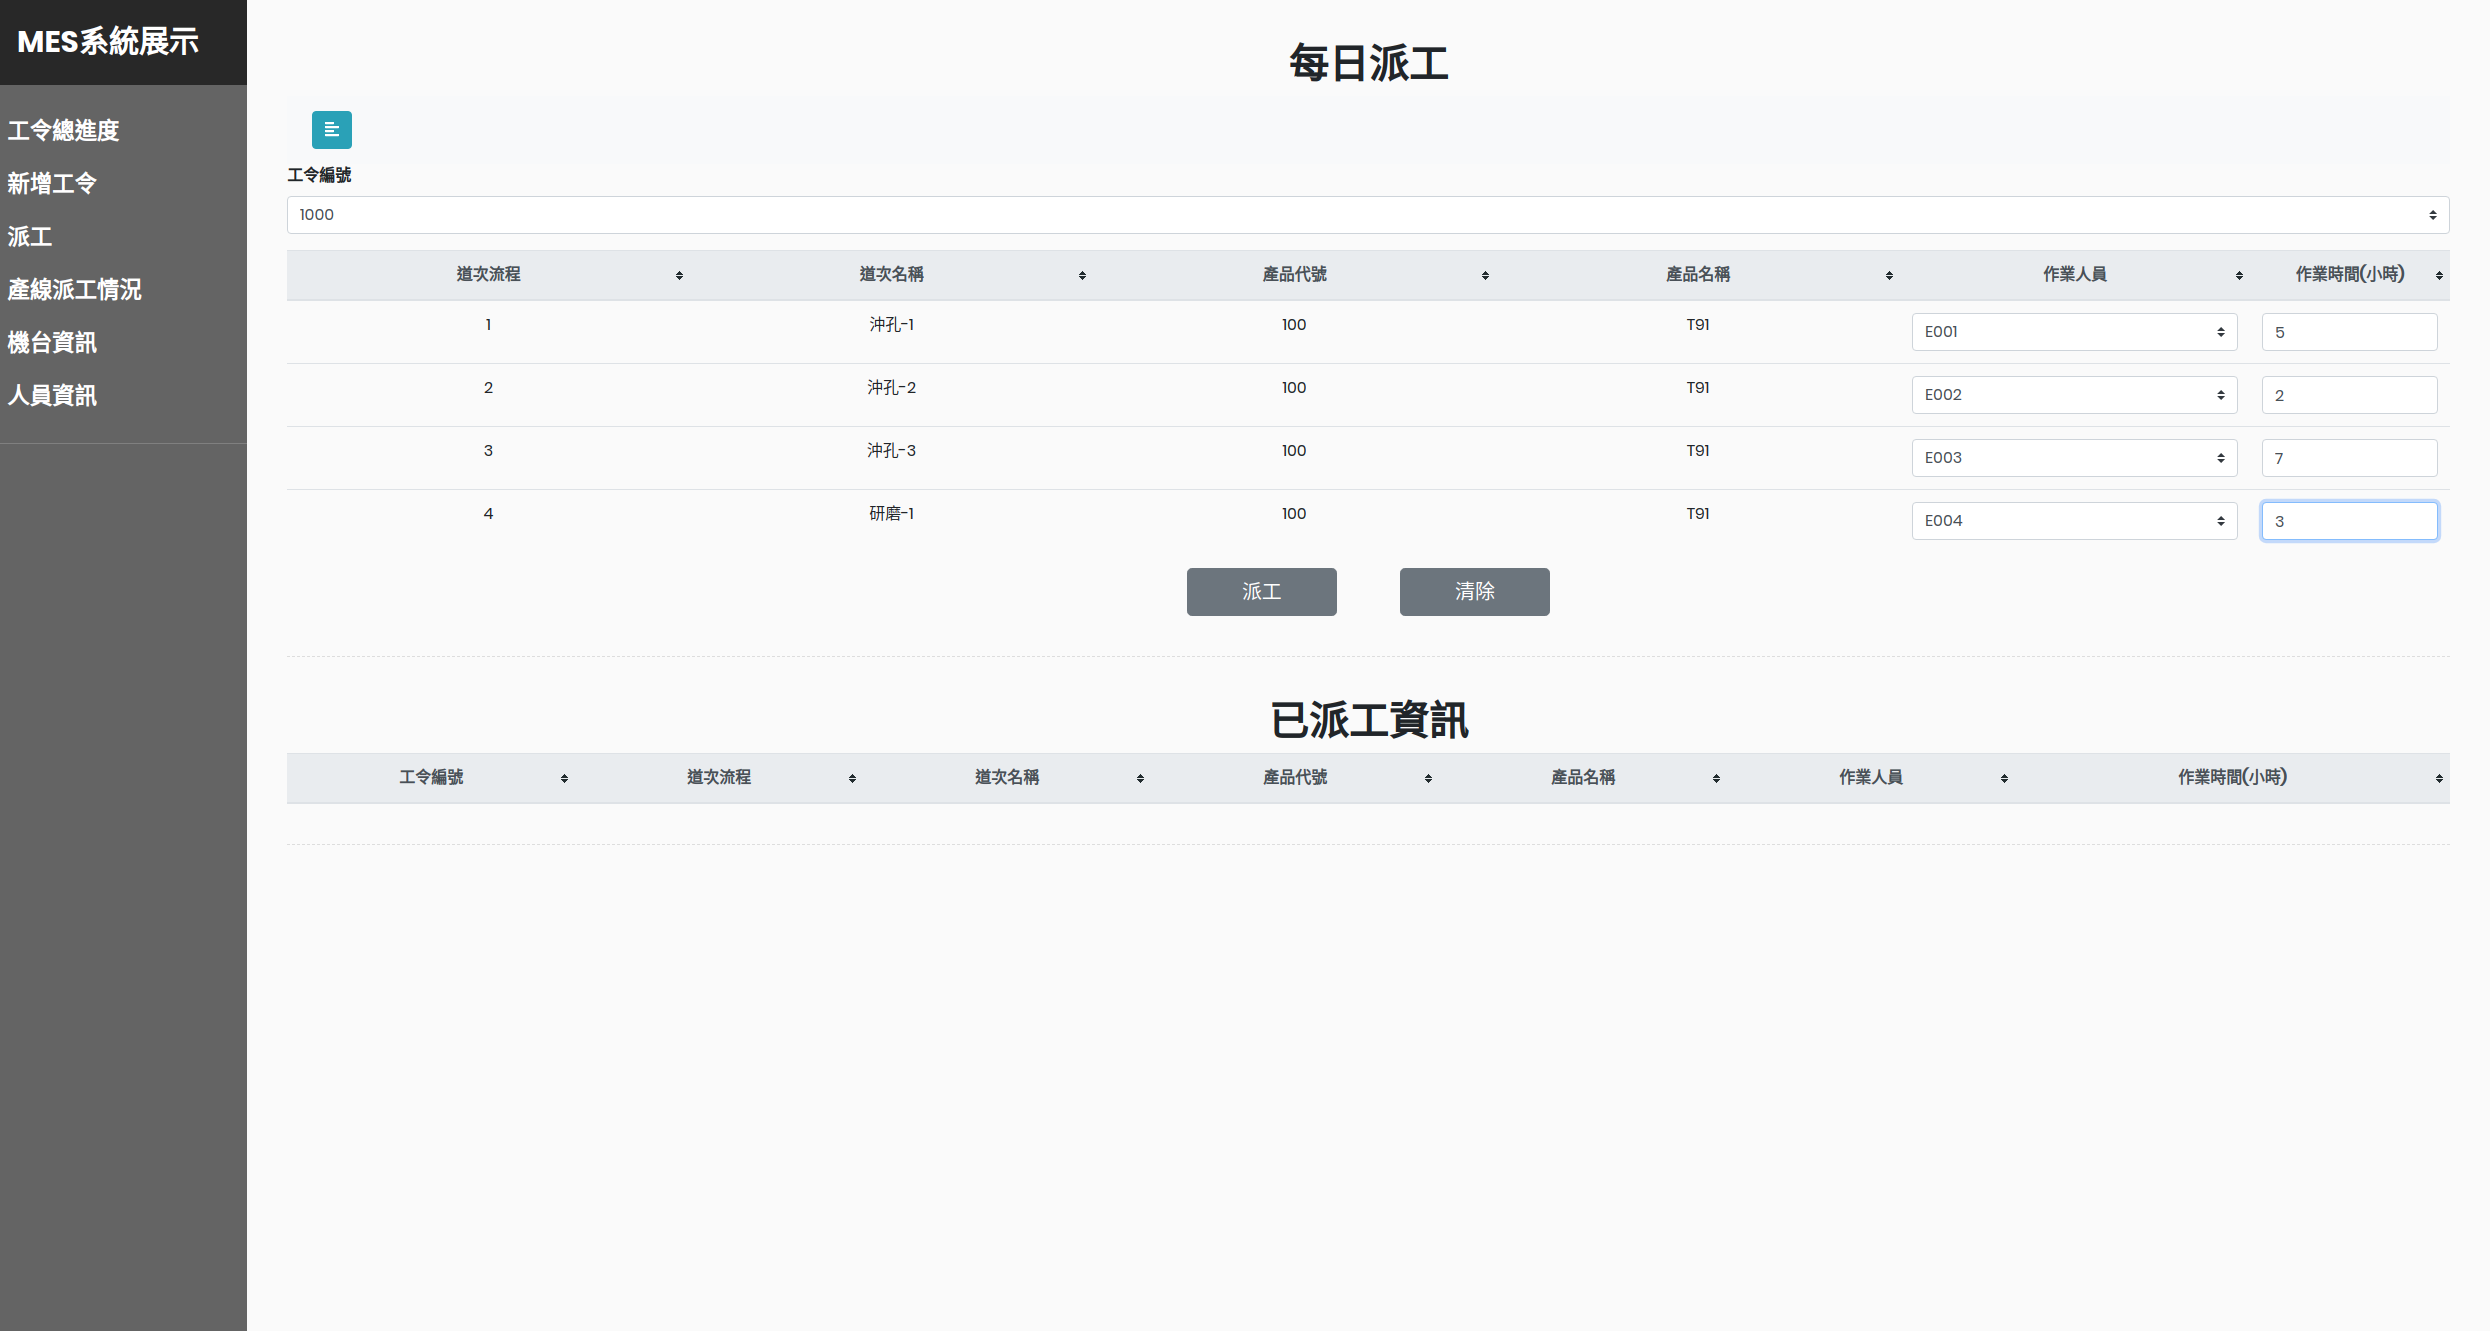 MES系統展示
工令總進度
新增工令
派工
產線派工情況
機台資訊
人員資訊
每日派工
工令編號
1000
道次流程 道次名稱 產品代號 產品名稱 作業人員 作業時間(小時)
1 沖孔-1 100 T91 E001 5
2 沖孔-2 100 T91 E002 2
3 沖孔-3 100 T91 E003 7
4 研磨-1 100 T91 E004 3
派工 清除
已派工資訊
工令編號 道次流程 道次名稱 產品代號 產品名稱 作業人員 作業時間(小時)